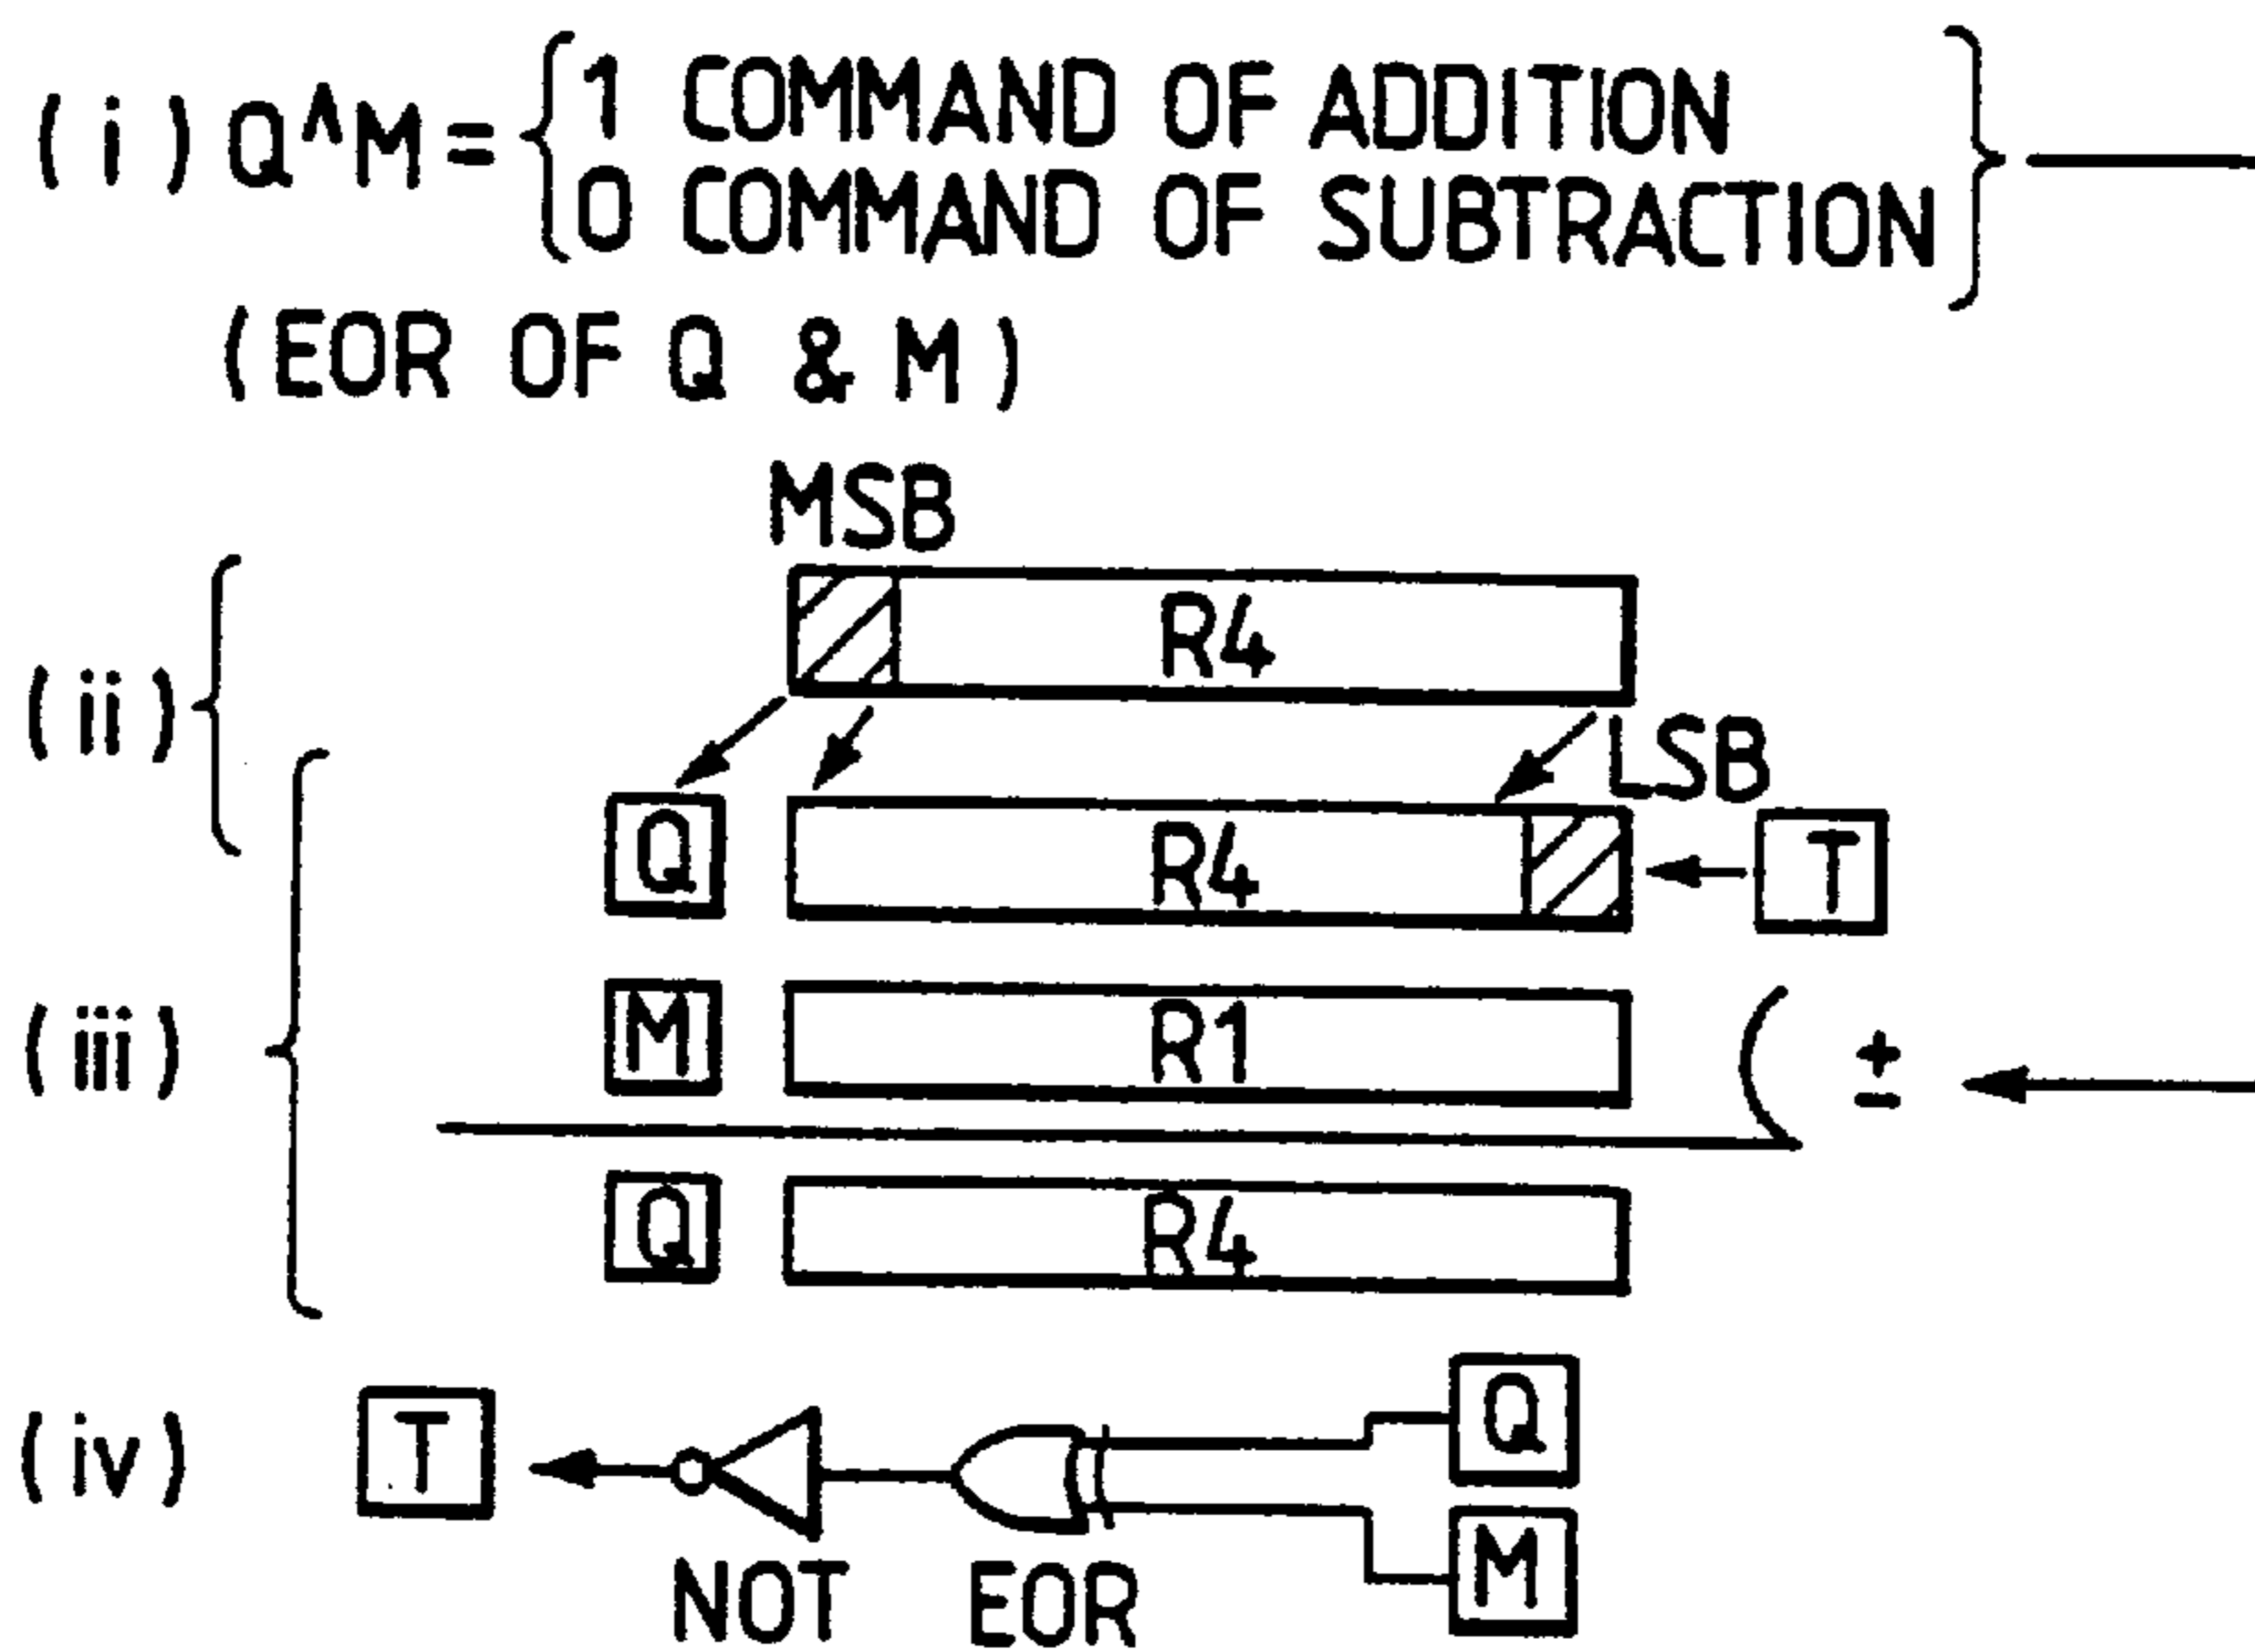 (i) Q^M= 1 COMMAND OF ADDITION
0 COMMAND OF SUBTRACTION
(EOR OF Q & M)
MSB
R4
(ii)
LSB
Q R4 T
(iii) M R1 ±
Q R4
(iv) T Q
M
NOT EOR